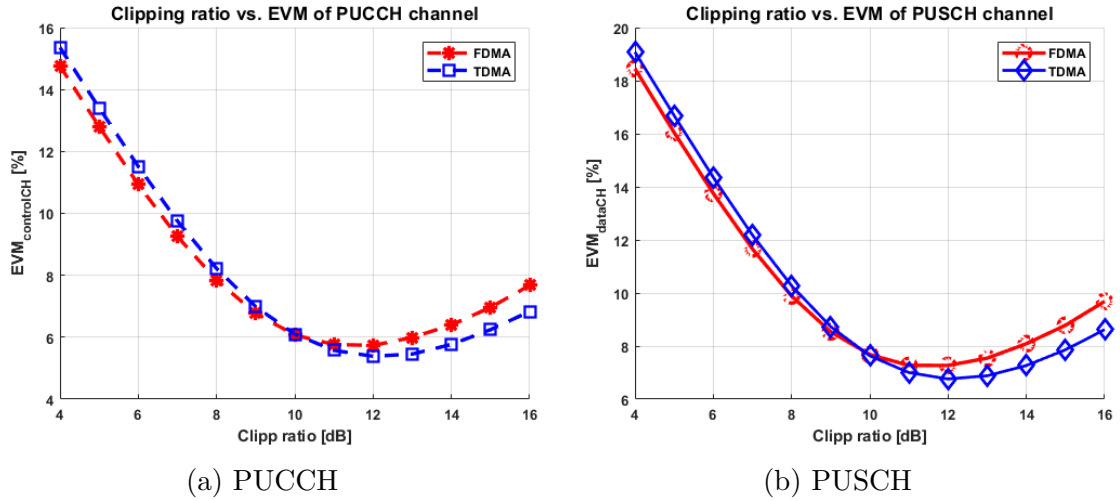 Clipping ratio vs. EVM of PUCCH channel
16
14
12
10
8
6
4
EVM_controlCH [%]
FDMA
TDMA
4 6 8 10 12 14 16
Clipp ratio [dB]
(a) PUCCH
Clipping ratio vs. EVM of PUSCH channel
20
18
16
14
12
10
8
6
EVM_dataCH [%]
FDMA
TDMA
4 6 8 10 12 14 16
Clipp ratio [dB]
(b) PUSCH